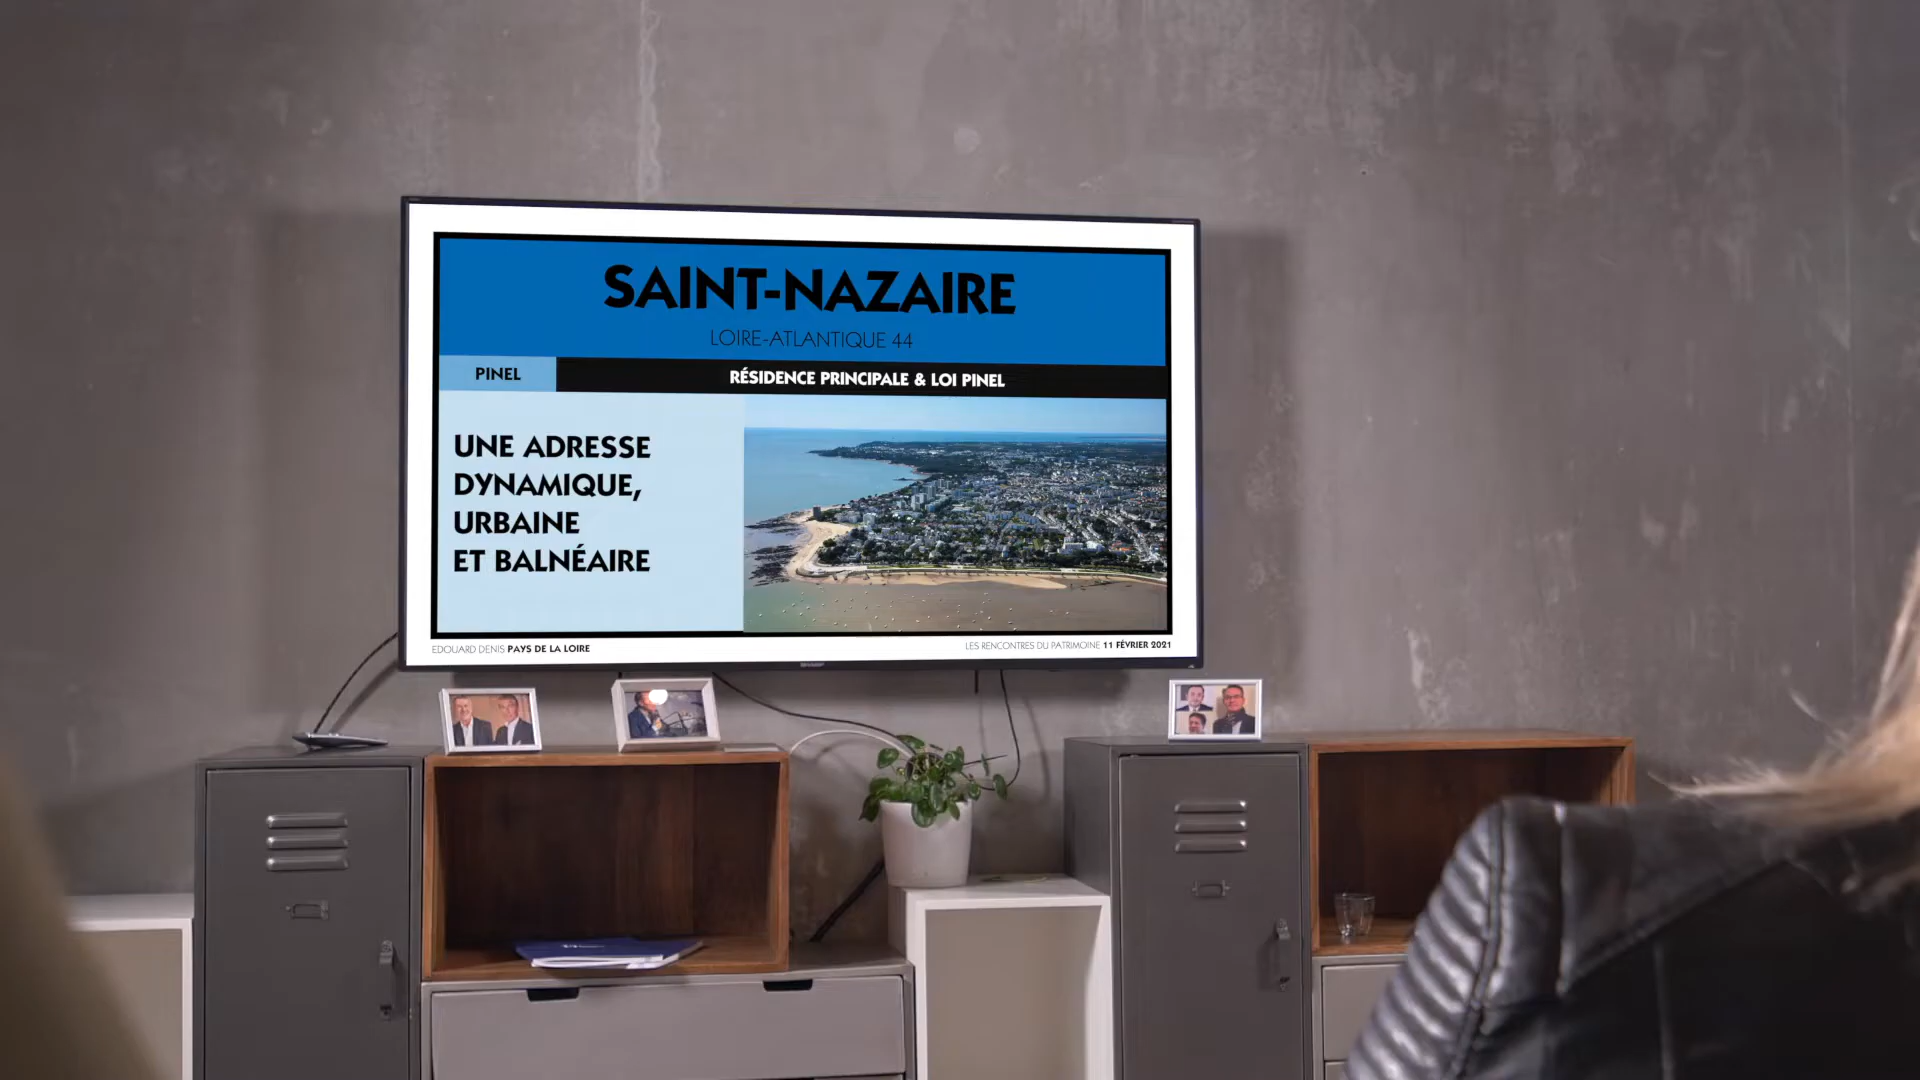 SAINT-NAZAIRE
LOIRE-ATLANTIQUE 44
PINEL
RÉSIDENCE PRINCIPALE & LOI PINEL
UNE ADRESSE
DYNAMIQUE,
URBAINE
ET BALNÉAIRE
EDOUARD DENIS PAYS DE LA LOIRE
LES RENCONTRES DU PATRIMOINE 11 FÉVRIER 2021